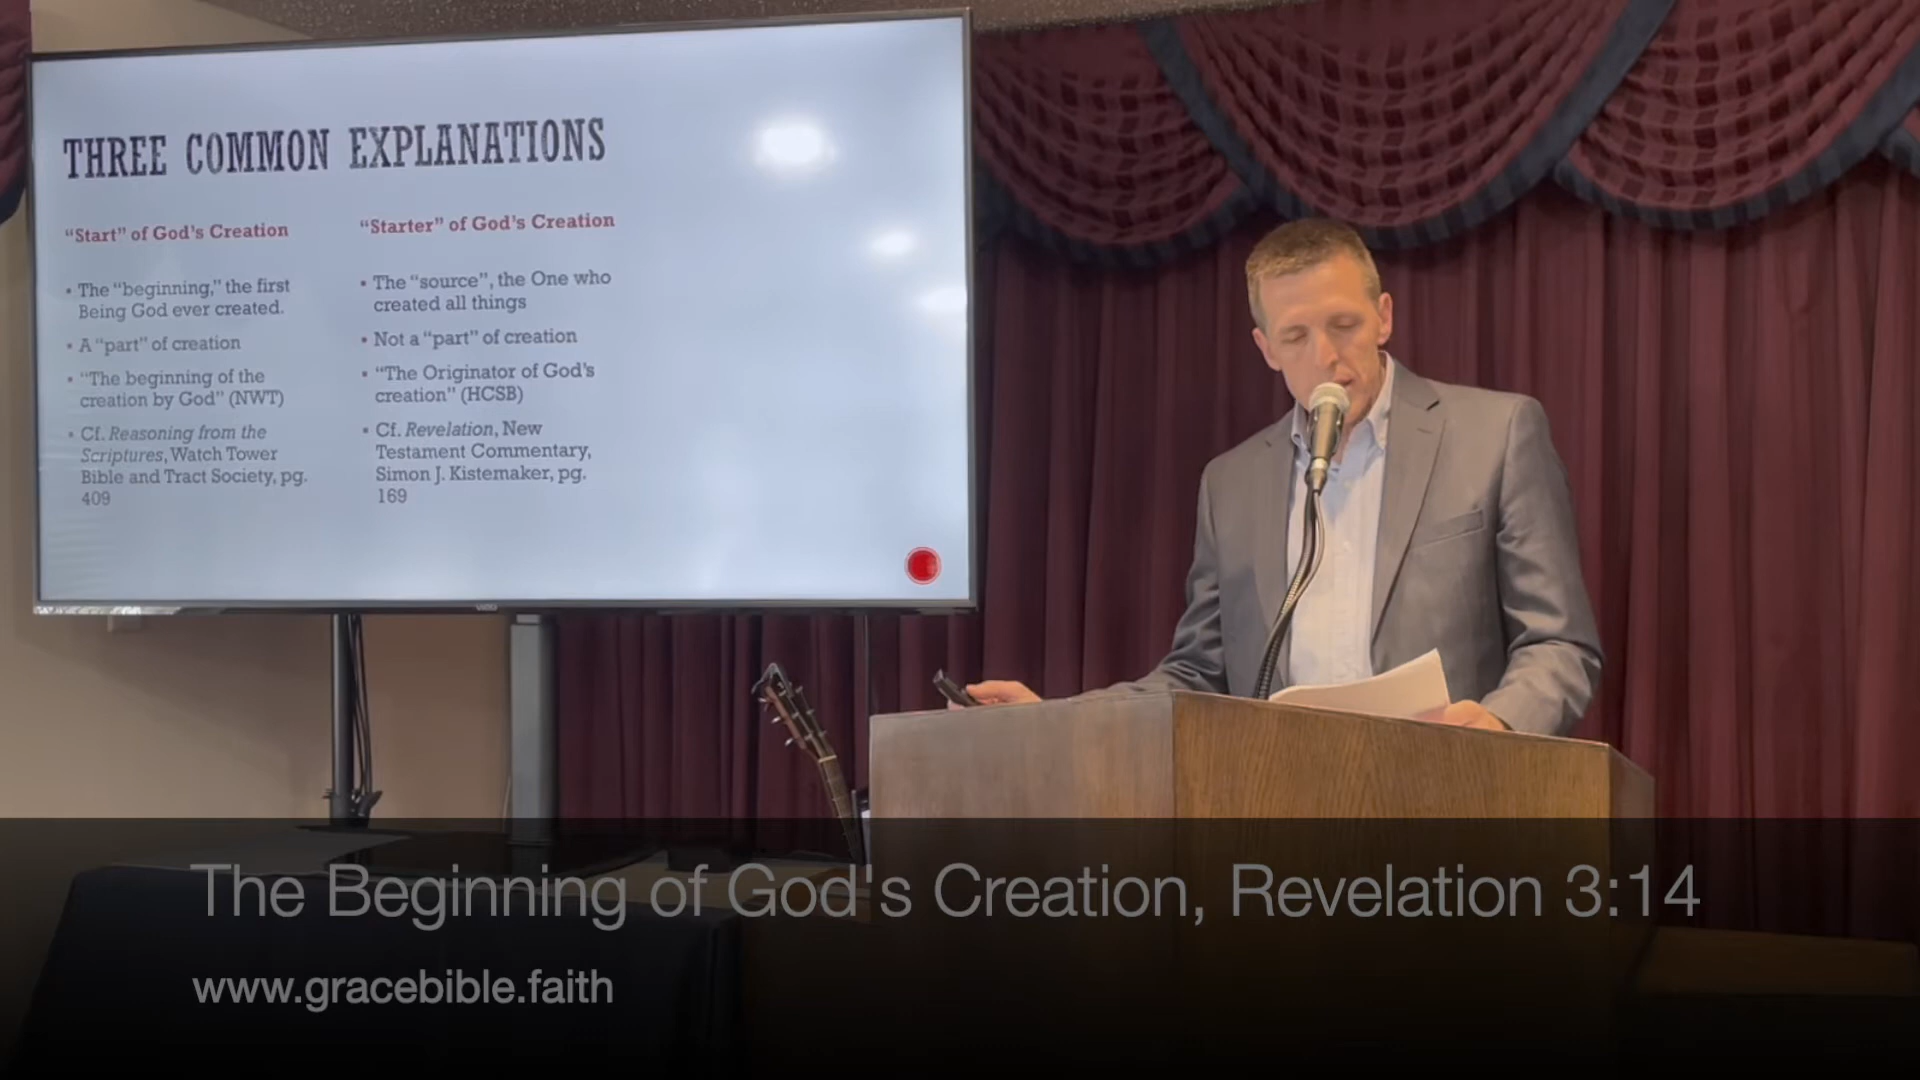 THREE COMMON EXPLANATIONS
“Start” of God’s Creation
▪ The “beginning,” the first
Being God ever created.
▪ A “part” of creation
▪ “The beginning of the
creation by God” (NWT)
▪ Cf. Reasoning from the
Scriptures, Watch Tower
Bible and Tract Society, pg.
409
“Starter” of God’s Creation
▪ The “source”, the One who
created all things
▪ Not a “part” of creation
▪ “The Originator of God’s
creation” (HCSB)
▪ Cf. Revelation, New
Testament Commentary,
Simon J. Kistemaker, pg.
169
VIZIO
The Beginning of God's Creation, Revelation 3:14
www.gracebible.faith